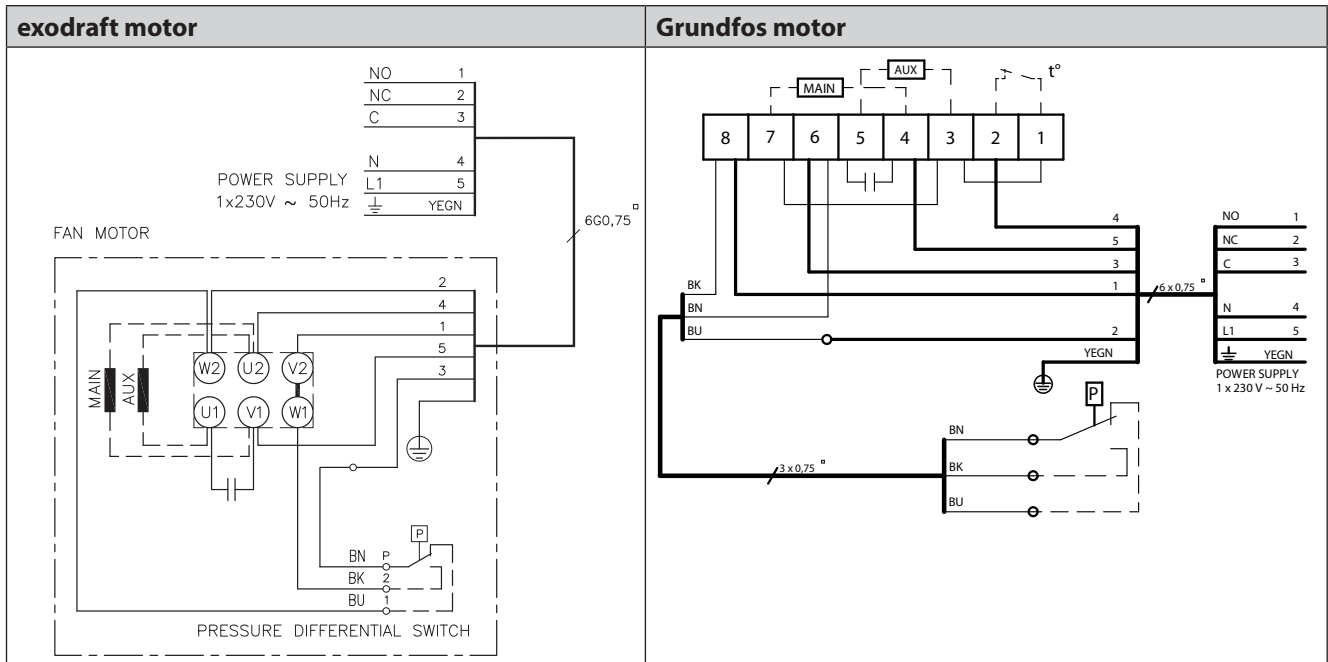 exodraft motor
NO 1
NC 2
C 3
N 4
POWER SUPPLY
L1 5
1x230V ~ 50Hz
YEGN
6G0,75 □
FAN MOTOR
2
4
1
5
3
MAIN
AUX
W2 U2 V2
U1 V1 W1
P
BN P
BK 2
BU 1
PRESSURE DIFFERENTIAL SWITCH
Grundfos motor
AUX
t°
MAIN
8 7 6 5 4 3 2 1
4
5
3
1
2
YEGN
BK
BN
BU
6 x 0,75 □
NO 1
NC 2
C 3
N 4
L1 5
YEGN
POWER SUPPLY
1 x 230 V ~ 50 Hz
P
BN
BK
BU
3 x 0,75 □